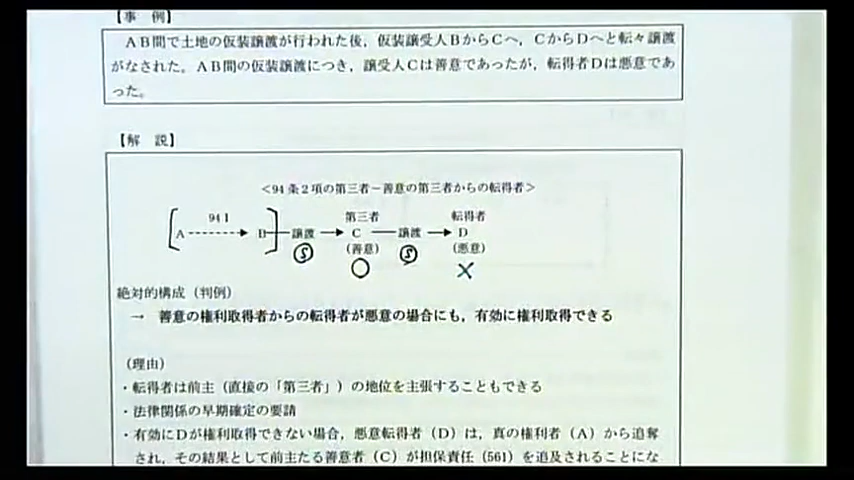 【事 例】
AB間で土地の仮装譲渡が行われた後，仮装譲受人BからCへ，CからDへと転々譲渡
がなされた。AB間の仮装譲渡につき，譲受人Cは善意であったが，転得者Dは悪意であ
った。
【解 説】
＜94条2項の第三者－善意の第三者からの転得者＞
94Ⅰ 第三者 転得者
A B 譲渡 C 譲渡 D
(善意) (悪意)
S ○ S ×
絶対的構成（判例）
→ 善意の権利取得者からの転得者が悪意の場合にも，有効に権利取得できる
（理由）
・転得者は前主（直接の「第三者」）の地位を主張することもできる
・法律関係の早期確定の要請
・有効にDが権利取得できない場合，悪意転得者（D）は，真の権利者（A）から追奪
され，その結果として前主たる善意者（C）が担保責任（561）を追及されることにな